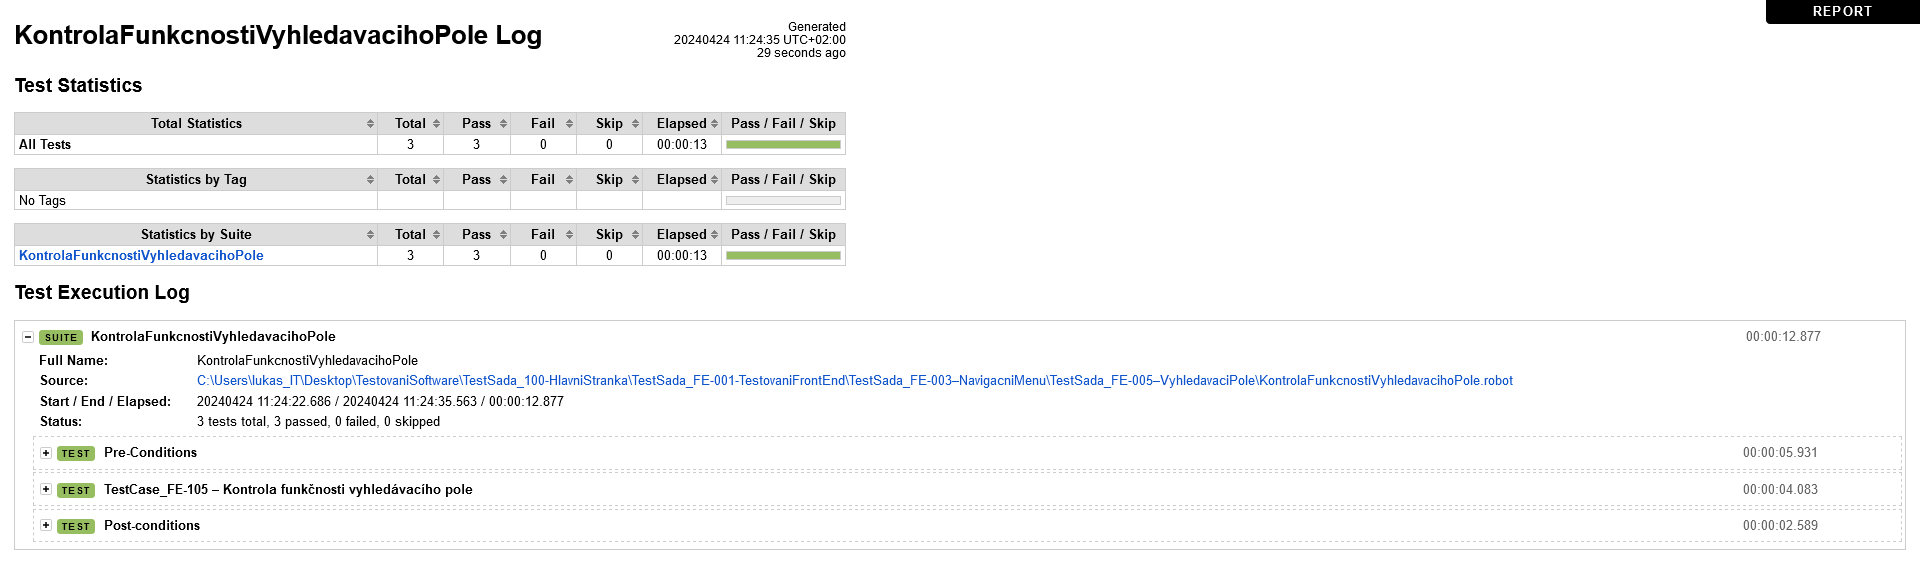 REPORT
KontrolaFunkcnostiVyhledavacihoPole Log
Generated
20240424 11:24:35 UTC+02:00
29 seconds ago
Test Statistics
Total Statistics Total Pass Fail Skip Elapsed Pass / Fail / Skip
All Tests 3 3 0 0 00:00:13
Statistics by Tag Total Pass Fail Skip Elapsed Pass / Fail / Skip
No Tags
Statistics by Suite Total Pass Fail Skip Elapsed Pass / Fail / Skip
KontrolaFunkcnostiVyhledavacihoPole 3 3 0 0 00:00:13
Test Execution Log
SUITE KontrolaFunkcnostiVyhledavacihoPole 00:00:12.877
Full Name: KontrolaFunkcnostiVyhledavacihoPole
Source: C:\Users\lukas_IT\Desktop\TestovaniSoftware\TestSada_100-HlavniStranka\TestSada_FE-001-TestovaniFrontEnd\TestSada_FE-003–NavigacniMenu\TestSada_FE-005–VyhledavaciPole\KontrolaFunkcnostiVyhledavacihoPole.robot
Start / End / Elapsed: 20240424 11:24:22.686 / 20240424 11:24:35.563 / 00:00:12.877
Status: 3 tests total, 3 passed, 0 failed, 0 skipped
TEST Pre-Conditions 00:00:05.931
TEST TestCase_FE-105 – Kontrola funkčnosti vyhledávacího pole 00:00:04.083
TEST Post-conditions 00:00:02.589